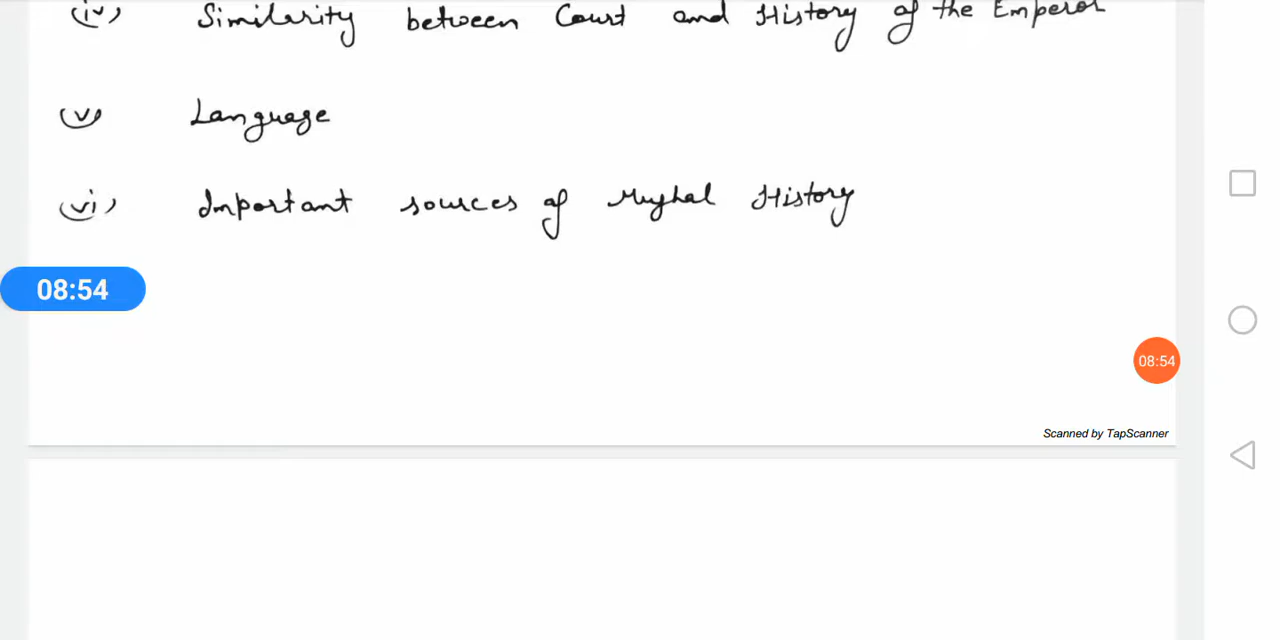 (iv) Similarity between Court and History of the Emperor
(v) Language
(vi) Important sources of Mughal History
08:54
08:54
Scanned by TapScanner